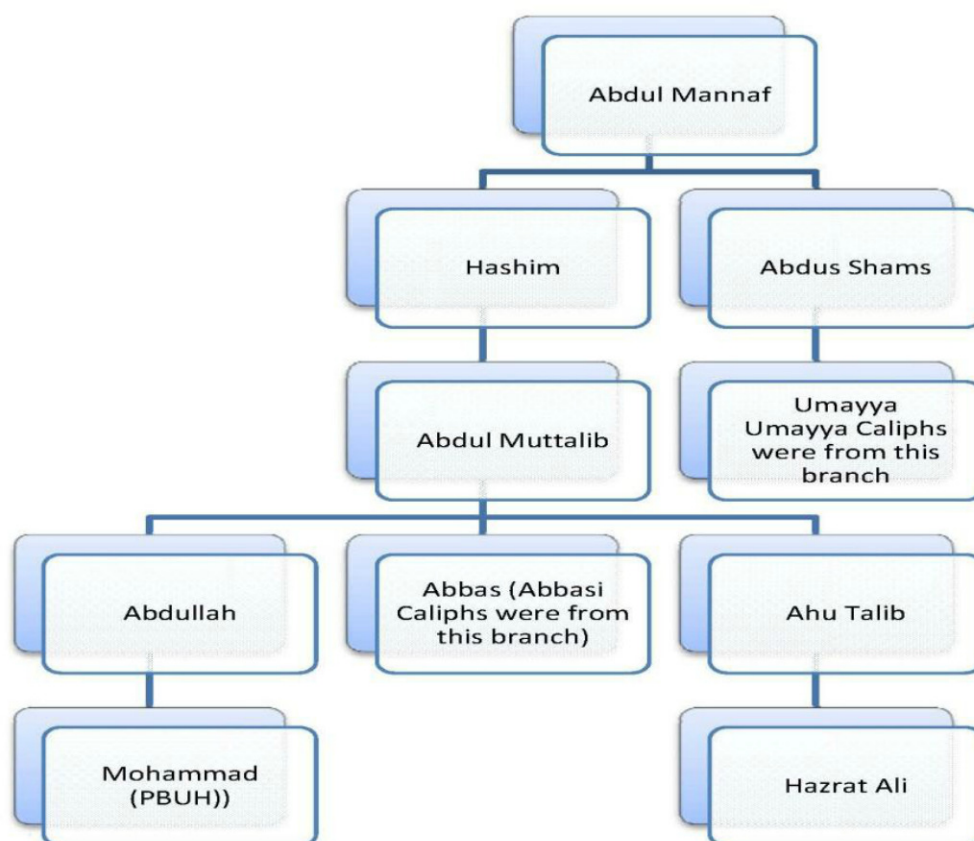 Abdul Mannaf
Hashim
Abdus Shams
Abdul Muttalib
Umayya
Umayya Caliphs
were from this
branch
Abdullah
Abbas (Abbasi
Caliphs were from
this branch)
Ahu Talib
Mohammad
(PBUH))
Hazrat Ali